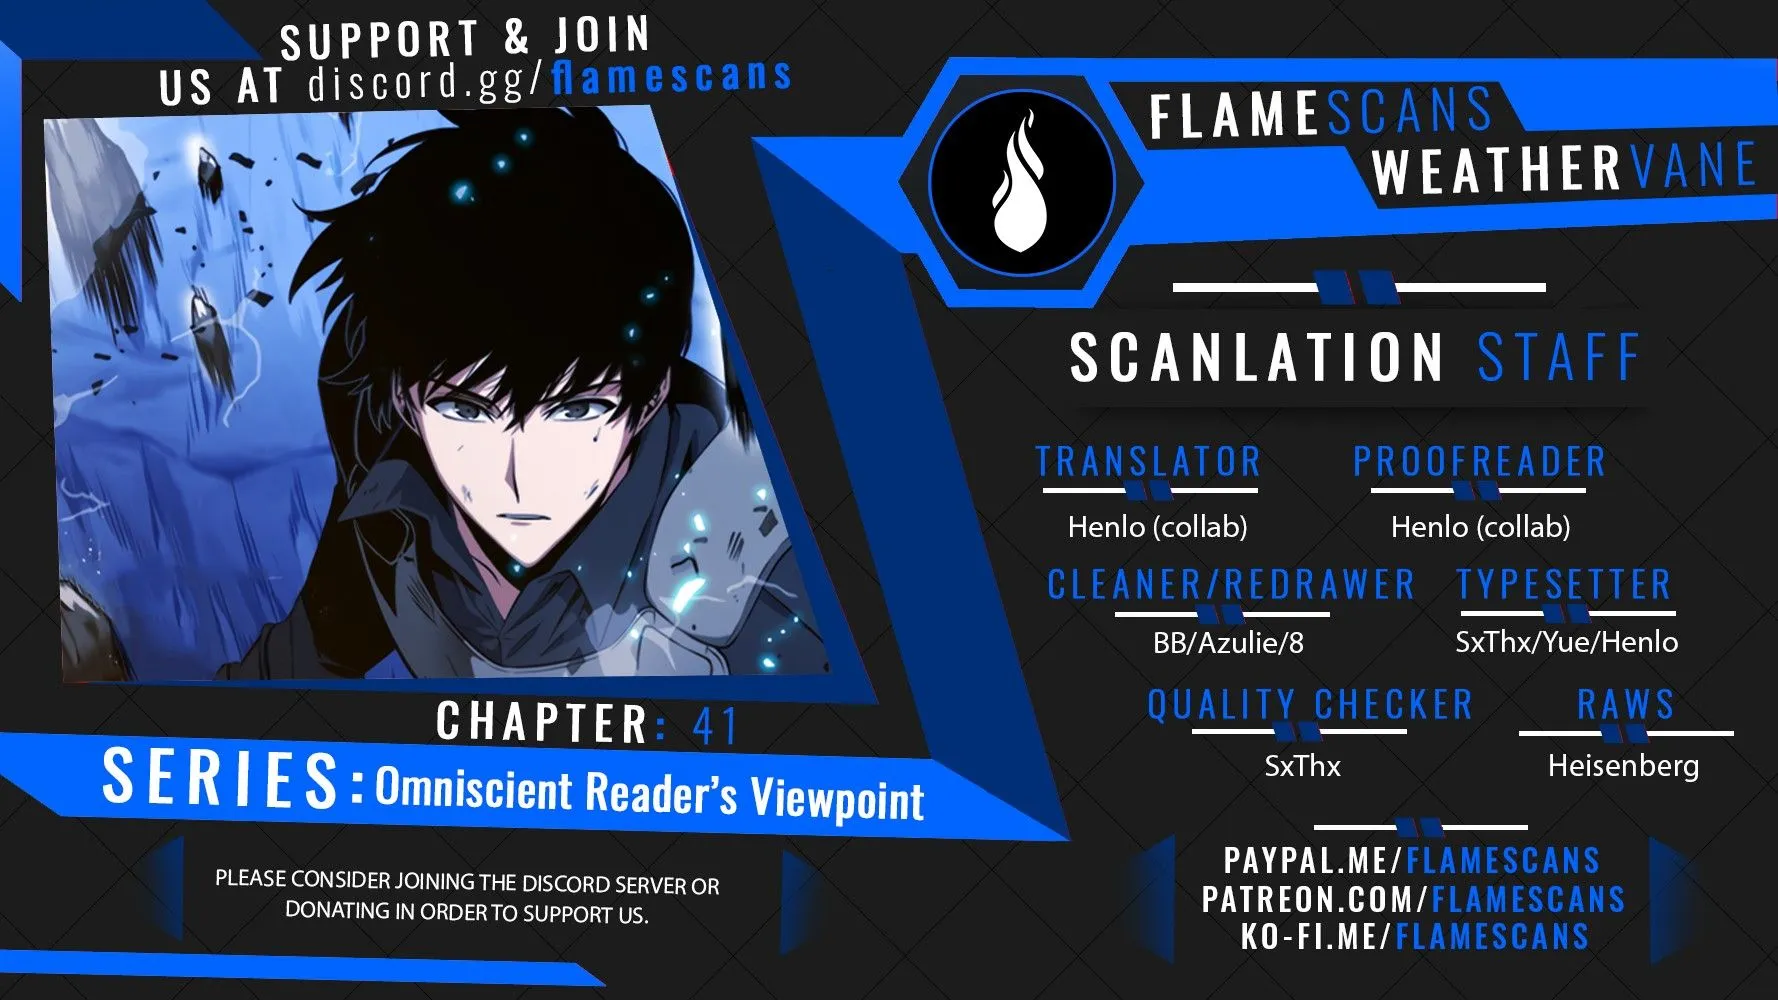 SUPPORT & JOIN
US AT discord.gg/flamescans
FLAMESCANS
WEATHERVANE
SCANLATION STAFF
TRANSLATOR
Henlo (collab)
PROOFREADER
Henlo (collab)
CLEANER/REDRAWER
BB/Azulie/8
TYPESETTER
SxThx/Yue/Henlo
QUALITY CHECKER
SxThx
RAWS
Heisenberg
CHAPTER: 41
SERIES: Omniscient Reader's Viewpoint
PLEASE CONSIDER JOINING THE DISCORD SERVER OR
DONATING IN ORDER TO SUPPORT US.
PAYPAL.ME/FLAMESCANS
PATREON.COM/FLAMESCANS
KO-FI.ME/FLAMESCANS